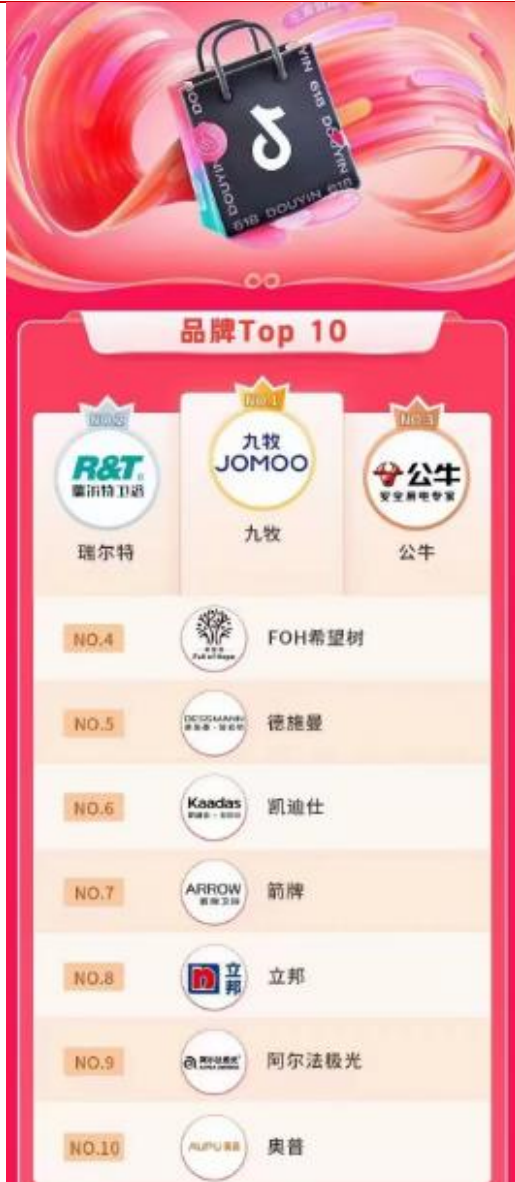 618 DOUYIN
品牌Top 10
NO.2
R&T
瑞尔特卫浴
瑞尔特
NO.1
九牧
JOMOO
九牧
NO.3
公牛
安全用电专家
公牛
NO.4
Full of Hope
FOH希望树
NO.5
DESSMANN
德施曼
NO.6
Kaadas
凯迪仕
NO.7
ARROW
箭牌卫浴
箭牌
NO.8
立邦
立邦
NO.9
阿尔法极光
NO.10
AUPU
奥普